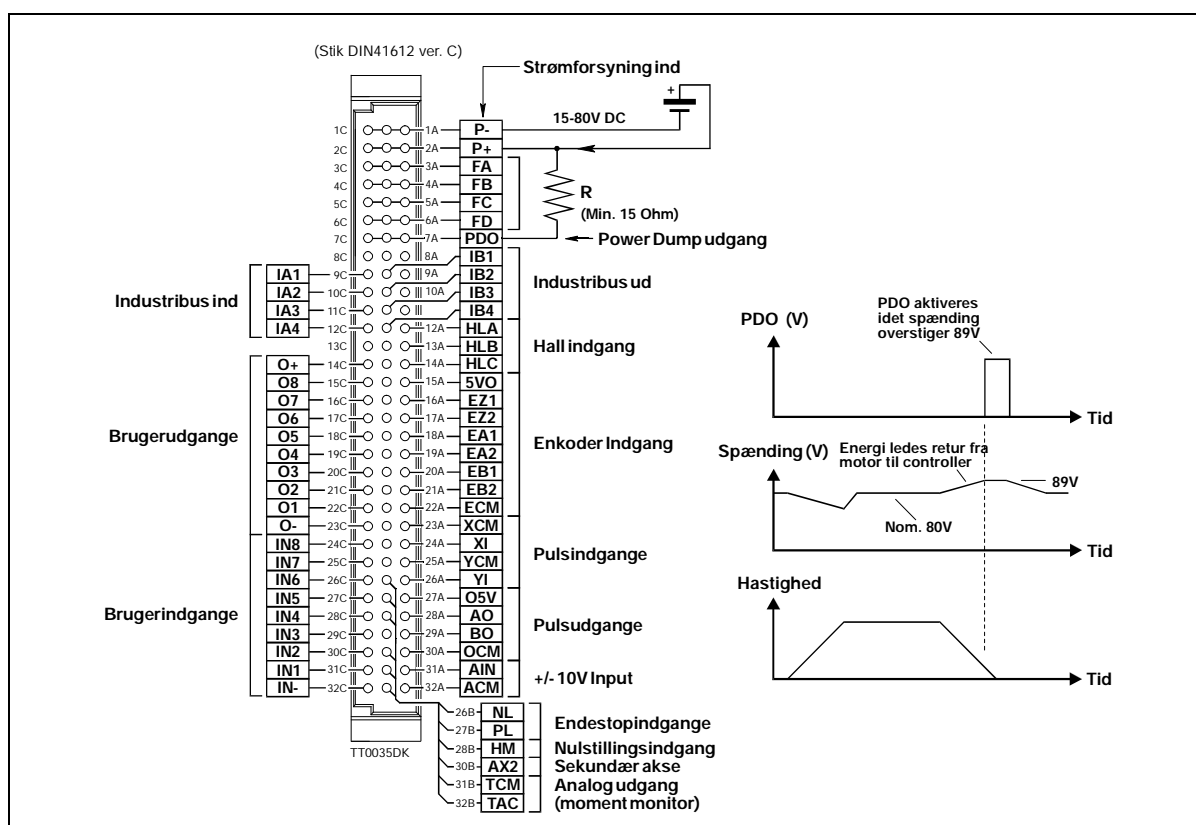 (Stik DIN41612 ver. C)
Strømforsyning ind
+
15-80V DC
1C 1A P-
2C 2A P+
3C 3A FA
4C 4A FB
5C 5A FC
6C 6A FD
7C 7A PDO
R
(Min. 15 Ohm)
Power Dump udgang
8C 8A IB1
IA1 9C 9A IB2
IA2 10C 10A IB3
IA3 11C IB4
IA4 12C 12A HLA
13C 13A HLB
O+ 14C 14A HLC
O8 15C 15A 5VO
O7 16C 16A EZ1
O6 17C 17A EZ2
O5 18C 18A EA1
O4 19C 19A EA2
O3 20C 20A EB1
O2 21C 21A EB2
O1 22C 22A ECM
O- 23C 23A XCM
IN8 24C 24A XI
IN7 25C 25A YCM
IN6 26C 26A YI
IN5 27C 27A O5V
IN4 28C 28A AO
IN3 29C 29A BO
IN2 30C 30A OCM
IN1 31C 31A AIN
IN- 32C 32A ACM
Industribus ind
Brugerudgange
Brugerindgange
Industribus ud
Hall indgang
Enkoder Indgang
Pulsindgange
Pulsudgange
+/- 10V Input
26B NL
27B PL
28B HM
30B AX2
31B TCM
32B TAC
Endestopindgange
Nulstillingsindgang
Sekundær akse
Analog udgang
(moment monitor)
TT0035DK
PDO (V)
PDO aktiveres
idet spænding
overstiger 89V
Tid
Spænding (V)
Energi ledes retur fra
motor til controller
89V
Nom. 80V
Tid
Hastighed
Tid